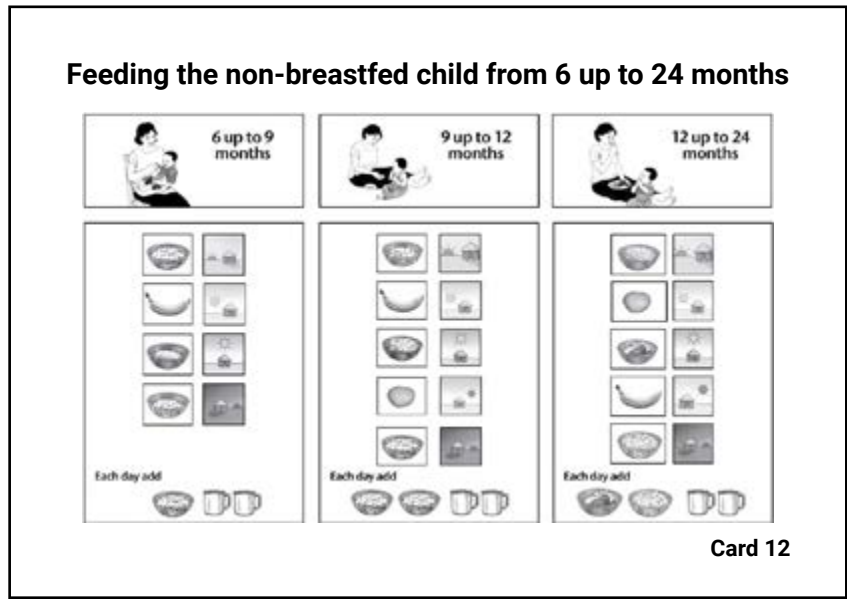 Feeding the non-breastfed child from 6 up to 24 months
6 up to 9
months
9 up to 12
months
12 up to 24
months
Each day add
Each day add
Each day add
Card 12